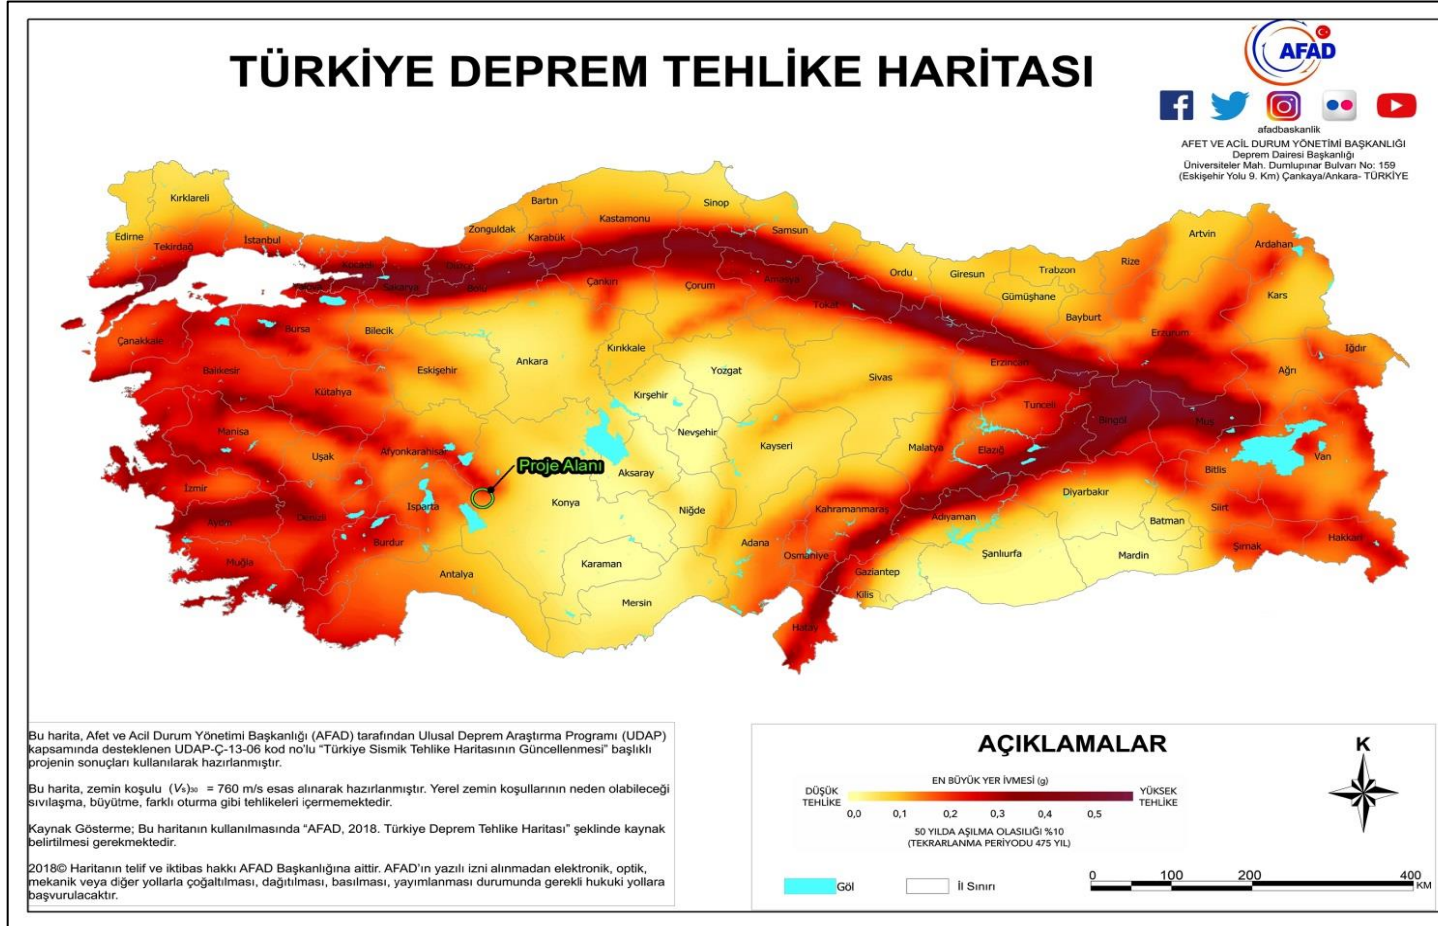 TÜRKİYE DEPREM TEHLİKE HARİTASI
AFAD
afadbaskanlik
AFET VE ACİL DURUM YÖNETİMİ BAŞKANLIĞI
Deprem Dairesi Başkanlığı
Üniversiteler Mah. Dumlupınar Bulvarı No: 159
(Eskişehir Yolu 9. Km) Çankaya/Ankara- TÜRKİYE
Kırklareli
Edirne
Tekirdağ
İstanbul
Kocaeli
Yalova
Sakarya
Düzce
Bolu
Zonguldak
Bartın
Karabük
Kastamonu
Sinop
Samsun
Çankırı
Çorum
Amasya
Tokat
Ordu
Giresun
Trabzon
Gümüşhane
Bayburt
Rize
Artvin
Ardahan
Kars
Erzurum
Iğdır
Ağrı
Erzincan
Çanakkale
Bursa
Bilecik
Balıkesir
Kütahya
Eskişehir
Ankara
Kırıkkale
Yozgat
Kırşehir
Sivas
Tunceli
Bingöl
Muş
Manisa
Uşak
Afyonkarahisar
Nevşehir
Kayseri
Malatya
Elazığ
Bitlis
Van
Proje Alanı
Aksaray
İzmir
Aydın
Denizli
Isparta
Burdur
Konya
Niğde
Kahramanmaraş
Adıyaman
Diyarbakır
Batman
Siirt
Şırnak
Hakkari
Muğla
Antalya
Karaman
Mersin
Adana
Osmaniye
Gaziantep
Kilis
Şanlıurfa
Mardin
Hatay
Bu harita, Afet ve Acil Durum Yönetimi Başkanlığı (AFAD) tarafından Ulusal Deprem Araştırma Programı (UDAP)
kapsamında desteklenen UDAP-Ç-13-06 kod no'lu "Türkiye Sismik Tehlike Haritasının Güncellenmesi" başlıklı
projenin sonuçları kullanılarak hazırlanmıştır.
Bu harita, zemin koşulu (Vs)30 = 760 m/s esas alınarak hazırlanmıştır. Yerel zemin koşullarının neden olabileceği
sıvılaşma, büyütme, farklı oturma gibi tehlikeleri içermemektedir.
Kaynak Gösterme; Bu haritanın kullanılmasında "AFAD, 2018. Türkiye Deprem Tehlike Haritası" şeklinde kaynak
belirtilmesi gerekmektedir.
2018© Haritanın telif ve iktibas hakkı AFAD Başkanlığına aittir. AFAD'ın yazılı izni alınmadan elektronik, optik,
mekanik veya diğer yollarla çoğaltılması, dağıtılması, basılması, yayımlanması durumunda gerekli hukuki yollara
başvurulacaktır.
AÇIKLAMALAR
EN BÜYÜK YER İVMESİ (g)
DÜŞÜK TEHLİKE
YÜKSEK TEHLİKE
0,0 0,1 0,2 0,3 0,4 0,5
50 YILDA AŞILMA OLASILIĞI %10
(TEKRARLANMA PERİYODU 475 YIL)
Göl
İl Sınırı
K
0 100 200 400
KM